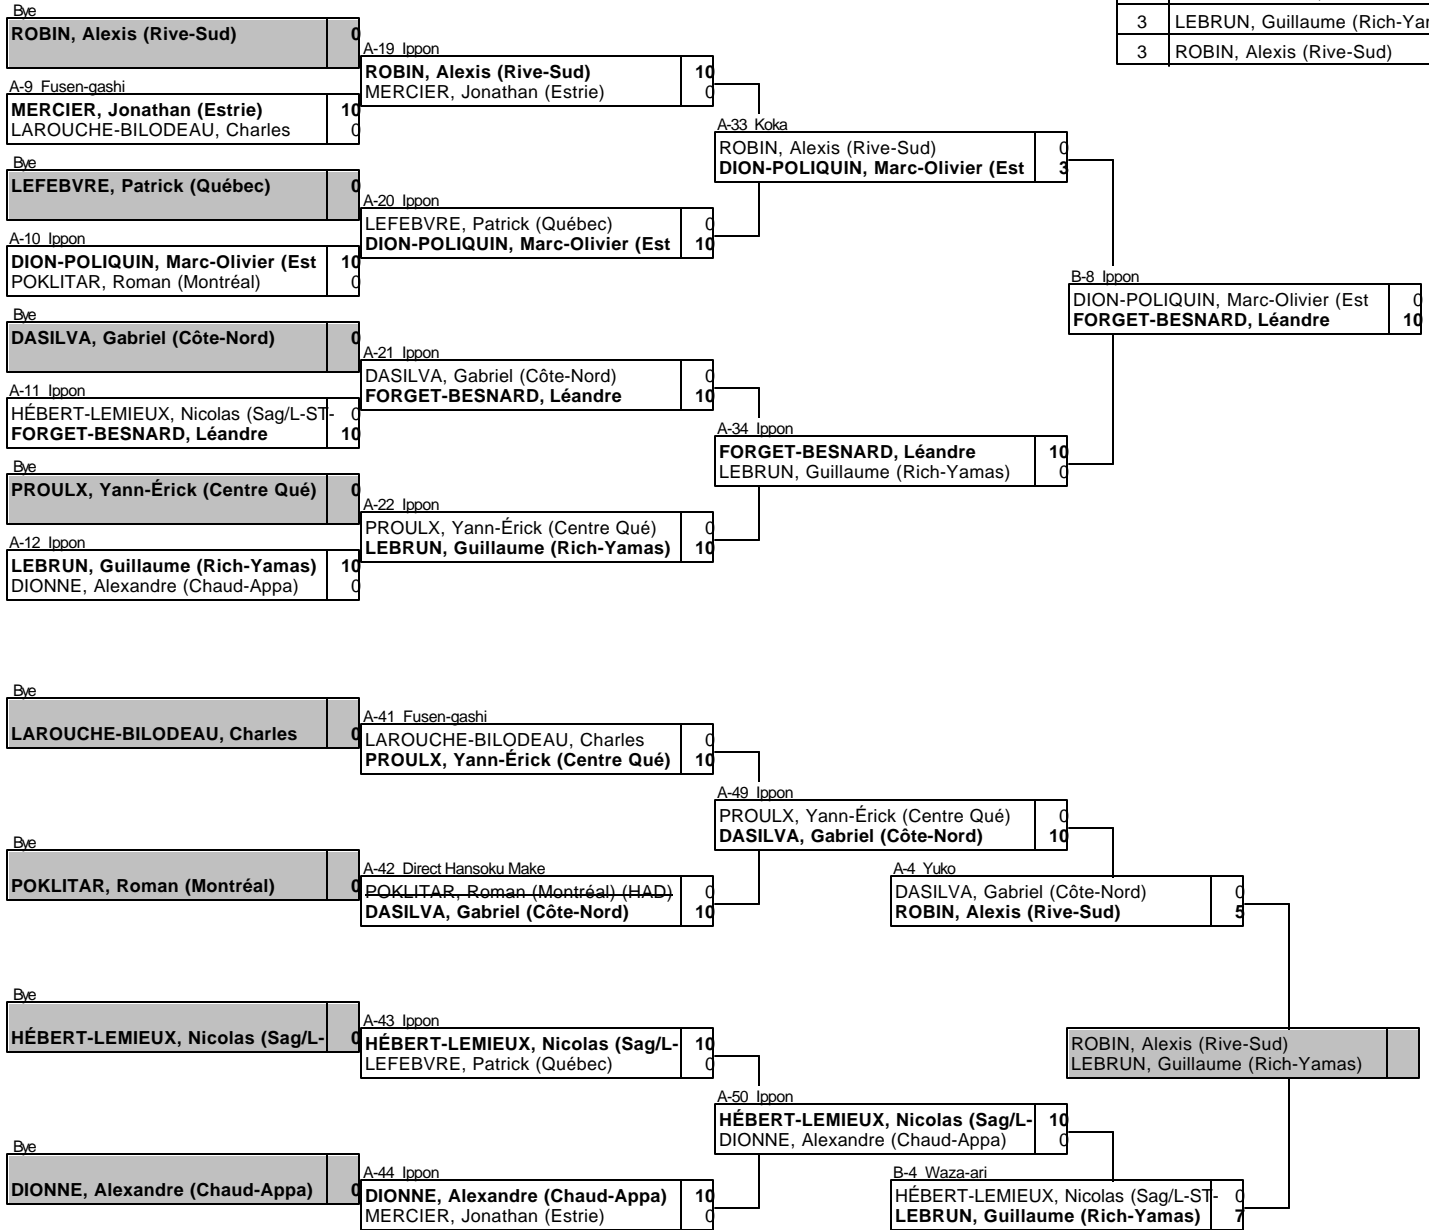 3 LEBRUN, Guillaume (Rich-Yam
3 ROBIN, Alexis (Rive-Sud)
Bye
ROBIN, Alexis (Rive-Sud) 0
A-9 Fusen-gashi
MERCIER, Jonathan (Estrie) 10
LAROUCHE-BILODEAU, Charles 0
Bye
LEFEBVRE, Patrick (Québec) 0
A-10 Ippon
DION-POLIQUIN, Marc-Olivier (Est 10
POKLITAR, Roman (Montréal) 0
Bye
DASILVA, Gabriel (Côte-Nord) 0
A-11 Ippon
HÉBERT-LEMIEUX, Nicolas (Sag/L-ST- 0
FORGET-BESNARD, Léandre 10
Bye
PROULX, Yann-Érick (Centre Qué) 0
A-12 Ippon
LEBRUN, Guillaume (Rich-Yamas) 10
DIONNE, Alexandre (Chaud-Appa) 0
A-19 Ippon
ROBIN, Alexis (Rive-Sud) 10
MERCIER, Jonathan (Estrie) 0
A-20 Ippon
LEFEBVRE, Patrick (Québec) 0
DION-POLIQUIN, Marc-Olivier (Est 10
A-21 Ippon
DASILVA, Gabriel (Côte-Nord) 0
FORGET-BESNARD, Léandre 10
A-22 Ippon
PROULX, Yann-Érick (Centre Qué) 0
LEBRUN, Guillaume (Rich-Yamas) 10
A-33 Koka
ROBIN, Alexis (Rive-Sud) 0
DION-POLIQUIN, Marc-Olivier (Est 3
A-34 Ippon
FORGET-BESNARD, Léandre 10
LEBRUN, Guillaume (Rich-Yamas) 0
B-8 Ippon
DION-POLIQUIN, Marc-Olivier (Est 0
FORGET-BESNARD, Léandre 10
Bye
LAROUCHE-BILODEAU, Charles 0
Bye
POKLITAR, Roman (Montréal) 0
Bye
HÉBERT-LEMIEUX, Nicolas (Sag/L- 0
Bye
DIONNE, Alexandre (Chaud-Appa) 0
A-41 Fusen-gashi
LAROUCHE-BILODEAU, Charles 0
PROULX, Yann-Érick (Centre Qué) 10
A-42 Direct Hansoku Make
POKLITAR, Roman (Montréal) (HAD) 0
DASILVA, Gabriel (Côte-Nord) 10
A-43 Ippon
HÉBERT-LEMIEUX, Nicolas (Sag/L- 10
LEFEBVRE, Patrick (Québec) 0
A-44 Ippon
DIONNE, Alexandre (Chaud-Appa) 10
MERCIER, Jonathan (Estrie) 0
A-49 Ippon
PROULX, Yann-Érick (Centre Qué) 0
DASILVA, Gabriel (Côte-Nord) 10
A-50 Ippon
HÉBERT-LEMIEUX, Nicolas (Sag/L- 10
DIONNE, Alexandre (Chaud-Appa) 0
A-4 Yuko
DASILVA, Gabriel (Côte-Nord) 0
ROBIN, Alexis (Rive-Sud) 5
B-4 Waza-ari
HÉBERT-LEMIEUX, Nicolas (Sag/L-ST- 0
LEBRUN, Guillaume (Rich-Yamas) 7
ROBIN, Alexis (Rive-Sud)
LEBRUN, Guillaume (Rich-Yamas)